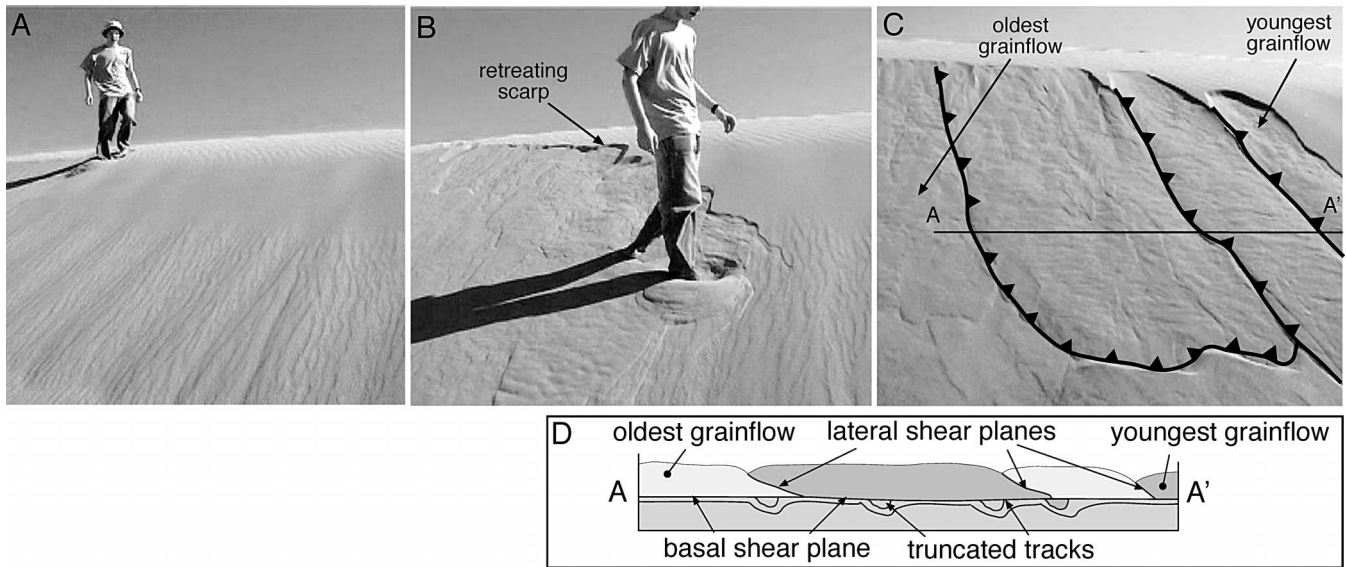 A
B
retreating
scarp
C
oldest
grainflow
youngest
grainflow
A
A'
D
oldest grainflow
lateral shear planes
youngest grainflow
A
A'
basal shear plane
truncated tracks